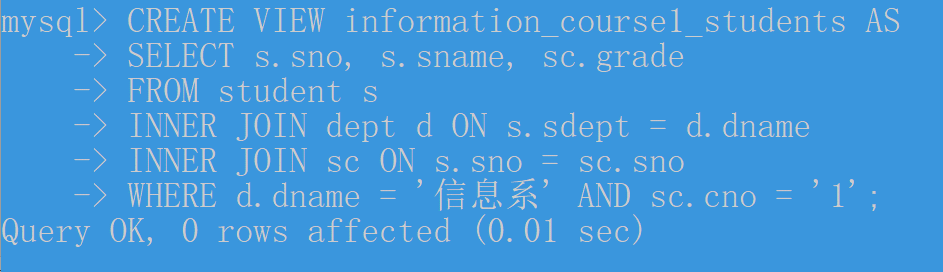 mysql> CREATE VIEW information_course1_students AS
    -> SELECT s.sno, s.sname, sc.grade
    -> FROM student s
    -> INNER JOIN dept d ON s.sdept = d.dname
    -> INNER JOIN sc ON s.sno = sc.sno
    -> WHERE d.dname = '信息系' AND sc.cno = '1';
Query OK, 0 rows affected (0.01 sec)